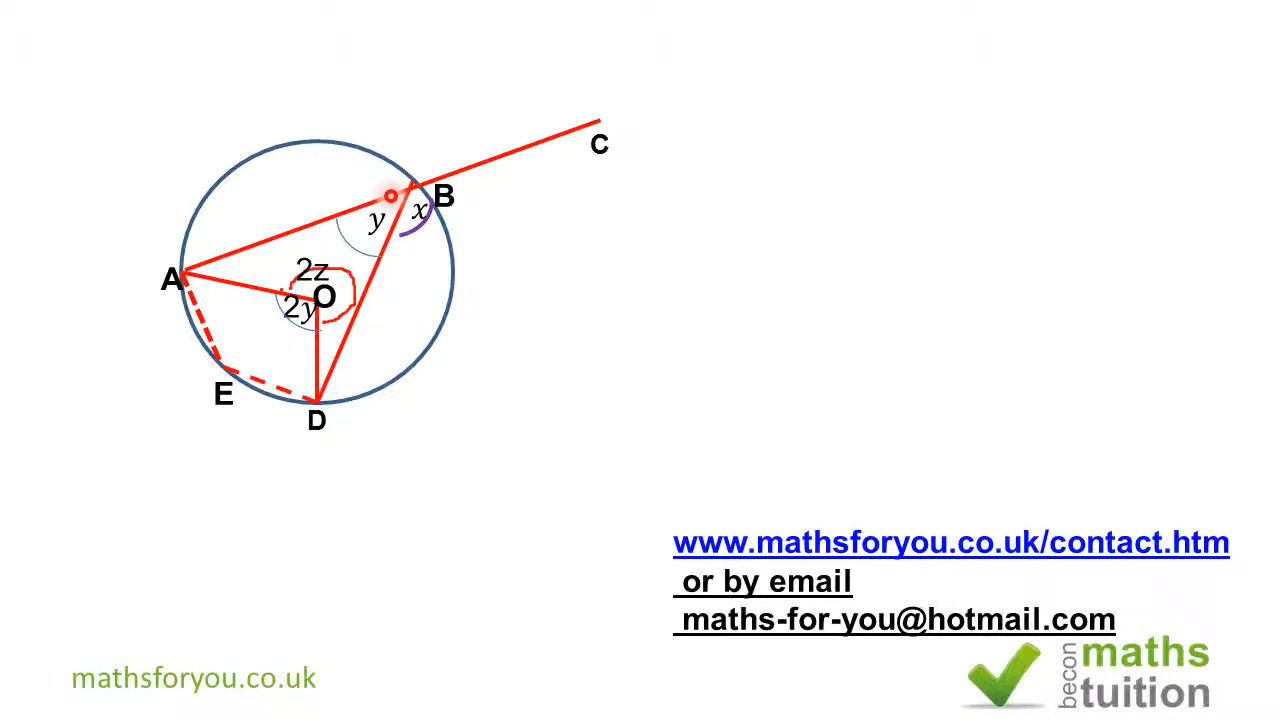 C
B
x
y
2z
A
O
2y
E
D
www.mathsforyou.co.uk/contact.htm
or by email
maths-for-you@hotmail.com
becon
maths
tuition
mathsforyou.co.uk